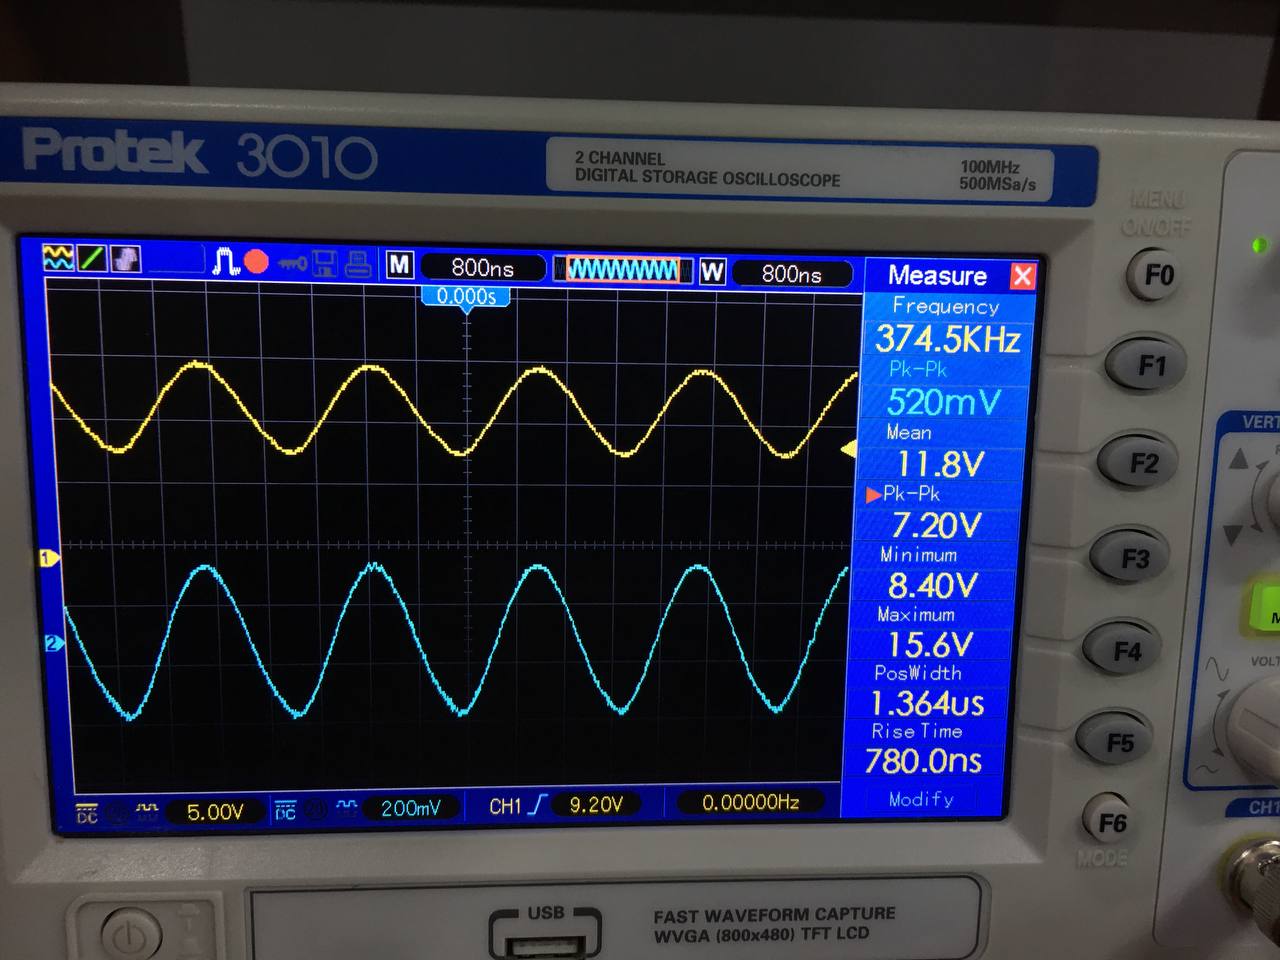 Protek 3010
2 CHANNEL
DIGITAL STORAGE OSCILLOSCOPE
100MHz
500MSa/s
MENU
ON/OFF
M
800ns
W
800ns
0.000s
Measure
X
Frequency
374.5KHz
Pk-Pk
520mV
Mean
11.8V
Pk-Pk
7.20V
Minimum
8.40V
Maximum
15.6V
PosWidth
1.364us
Rise Time
780.0ns
Modify
1
2
DC
5.00V
DC
200mV
CH1
9.20V
0.00000Hz
F0
F1
F2
F3
F4
F5
F6
MODE
VERT
M
VOLT
CH1
USB
FAST WAVEFORM CAPTURE
WVGA (800x480) TFT LCD